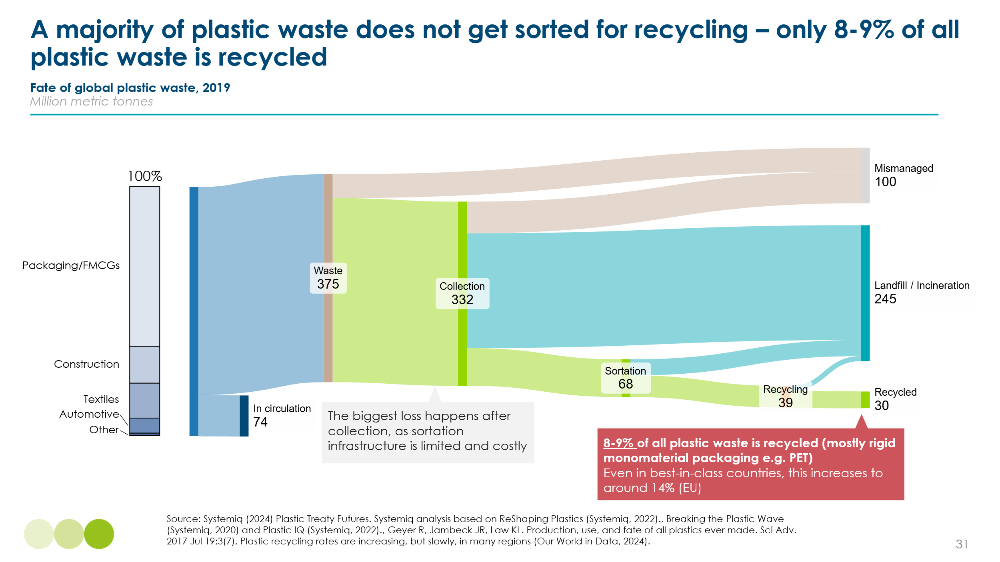 A majority of plastic waste does not get sorted for recycling – only 8-9% of all
plastic waste is recycled
Fate of global plastic waste, 2019
Million metric tonnes
100%
Packaging/FMCGs
Construction
Textiles
Automotive
Other
In circulation
74
Waste
375
Collection
332
Sortation
68
Recycling
39
Mismanaged
100
Landfill / Incineration
245
Recycled
30
The biggest loss happens after
collection, as sortation
infrastructure is limited and costly
8-9% of all plastic waste is recycled (mostly rigid
monomaterial packaging e.g. PET)
Even in best-in-class countries, this increases to
around 14% (EU)
Source: Systemiq (2024) Plastic Treaty Futures. Systemiq analysis based on ReShaping Plastics (Systemiq, 2022)., Breaking the Plastic Wave
(Systemiq, 2020) and Plastic IQ (Systemiq, 2022)., Geyer R, Jambeck JR, Law KL. Production, use, and fate of all plastics ever made. Sci Adv.
2017 Jul 19;3(7), Plastic recycling rates are increasing, but slowly, in many regions (Our World in Data, 2024).
31